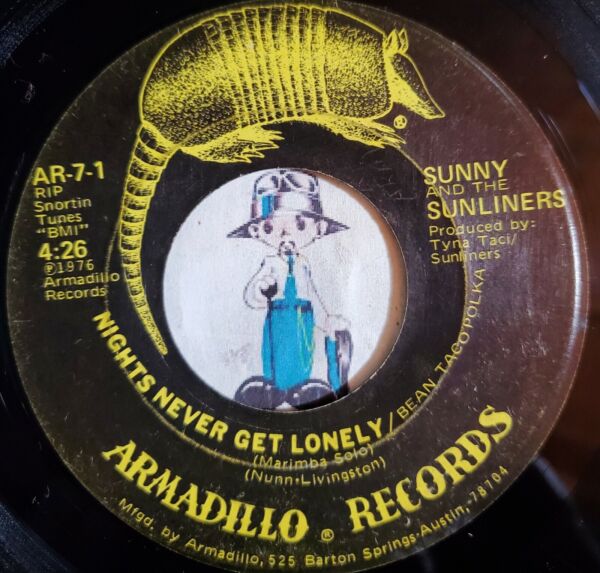 AR-7-1
RIP
Snortin
Tunes
"BMI"
4:26
℗1976
Armadillo
Records
®
SUNNY
AND THE
SUNLINERS
Produced by:
Tyna Taci/
Sunliners
NIGHTS NEVER GET LONELY/BEAN TACO POLKA
(Marimba Solo)
(Nunn-Livingston)
ARMADILLO ® RECORDS
Mfgd. by Armadillo, 525 Barton Springs-Austin, 78704